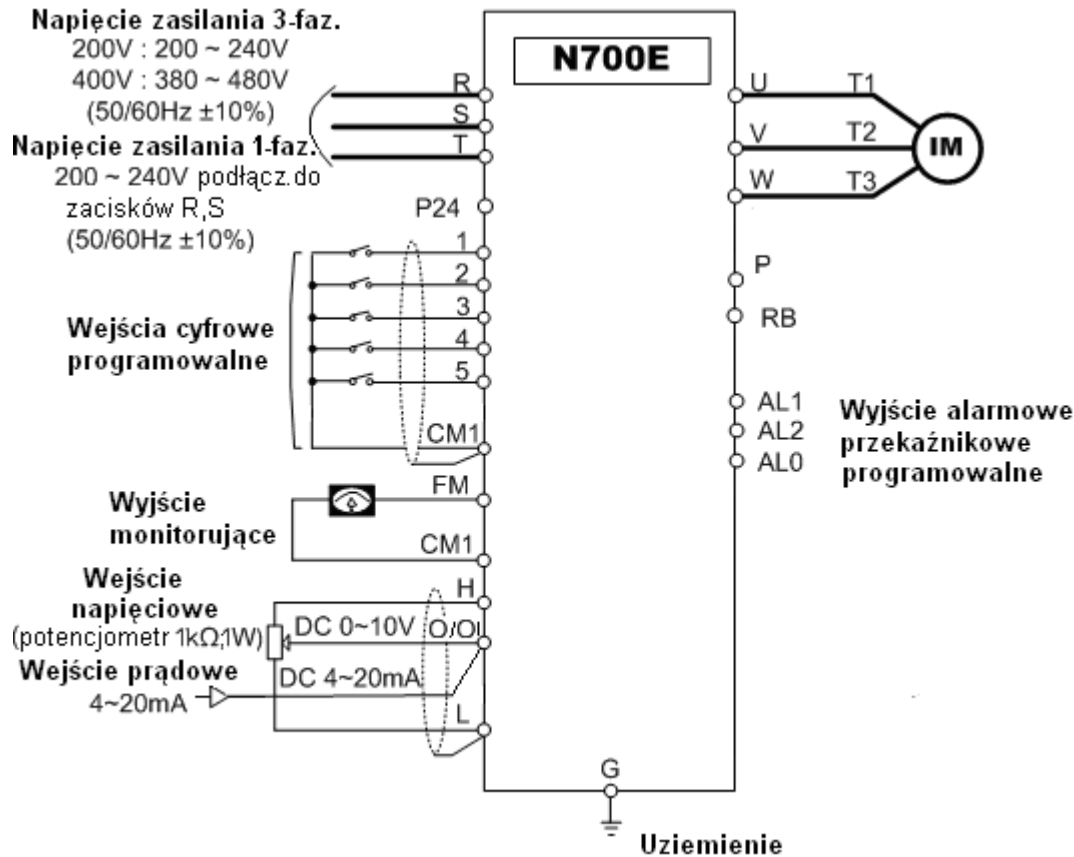 Napięcie zasilania 3-faz.
200V : 200 ~ 240V
400V : 380 ~ 480V
(50/60Hz ±10%)
Napięcie zasilania 1-faz.
200 ~ 240V podłącz.do
zacisków R,S
(50/60Hz ±10%)
N700E
R
S
T
U
T1
V
T2
W
T3
IM
P24
1
2
3
4
5
CM1
Wejścia cyfrowe
programowalne
P
RB
AL1
AL2
AL0
Wyjście alarmowe
przekaźnikowe
programowalne
FM
Wyjście
monitorujące
CM1
Wejście
napięciowe
(potencjometr 1kΩ;1W)
H
DC 0~10V
O/OI
Wejście prądowe
4~20mA
DC 4~20mA
L
G
Uziemienie